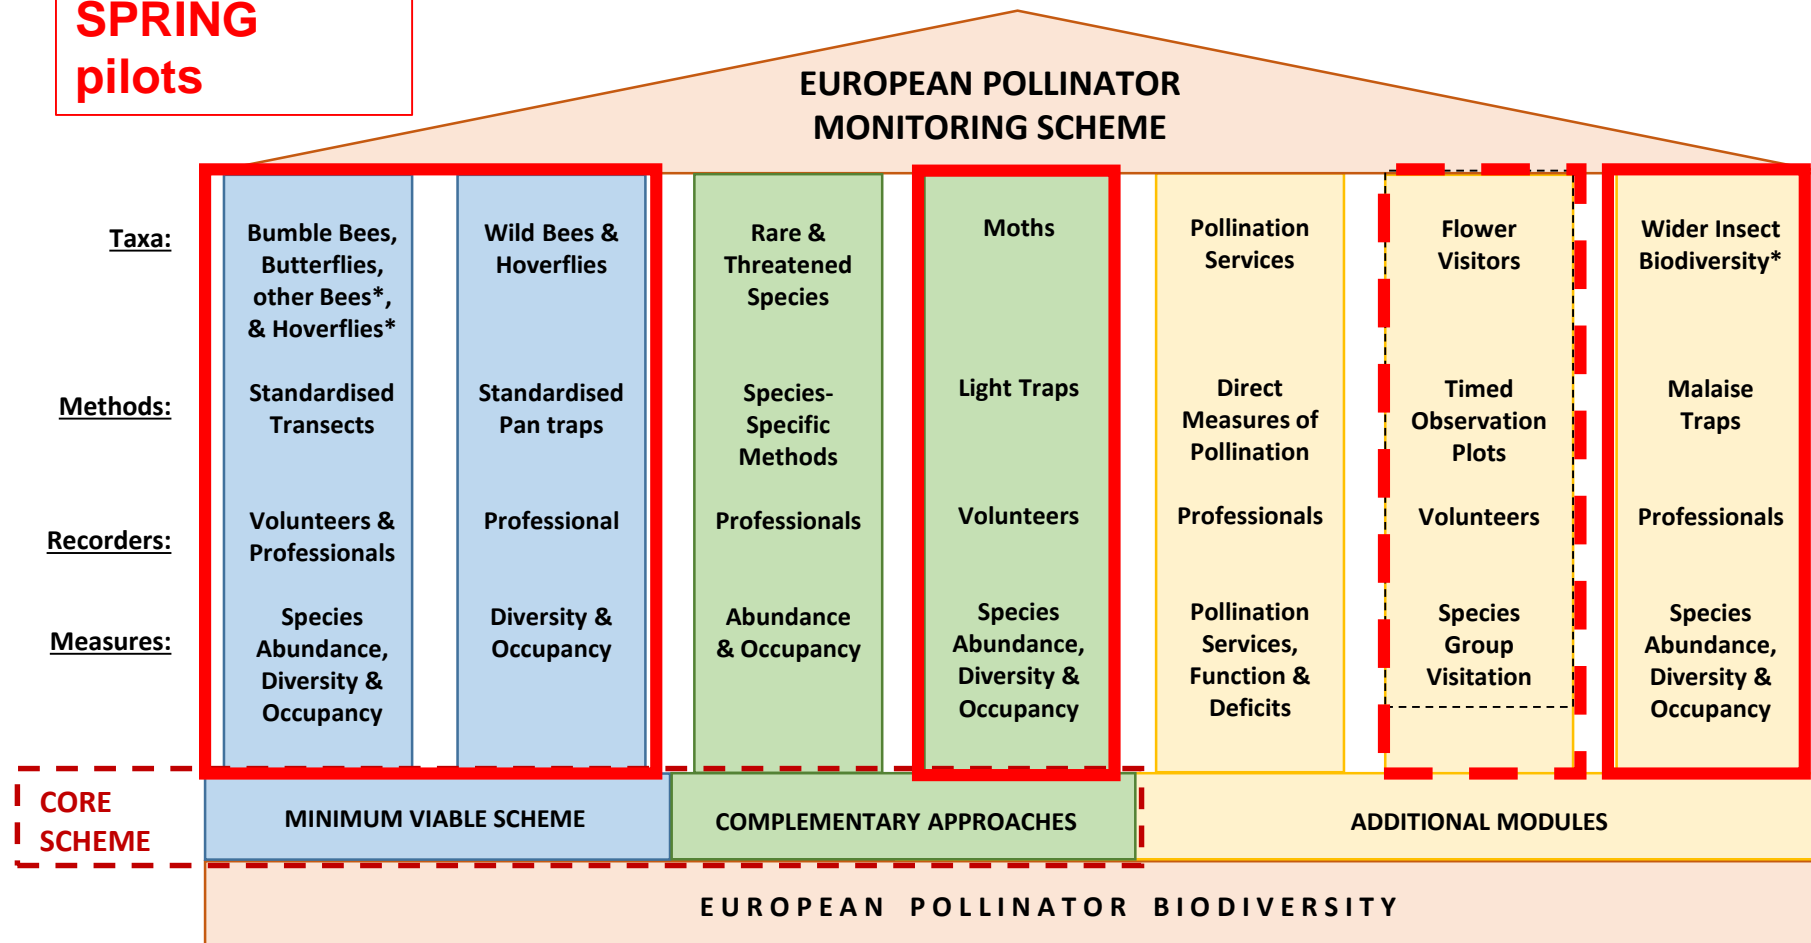 SPRING
pilots
EUROPEAN POLLINATOR
MONITORING SCHEME
Taxa:
Bumble Bees,
Butterflies,
other Bees*,
& Hoverflies*
Wild Bees &
Hoverflies
Rare &
Threatened
Species
Moths
Pollination
Services
Flower
Visitors
Wider Insect
Biodiversity*
Methods:
Standardised
Transects
Standardised
Pan traps
Species-
Specific
Methods
Light Traps
Direct
Measures of
Pollination
Timed
Observation
Plots
Malaise
Traps
Recorders:
Volunteers &
Professionals
Professional
Professionals
Volunteers
Professionals
Volunteers
Professionals
Measures:
Species
Abundance,
Diversity &
Occupancy
Diversity &
Occupancy
Abundance
& Occupancy
Species
Abundance,
Diversity &
Occupancy
Pollination
Services,
Function &
Deficits
Species
Group
Visitation
Species
Abundance,
Diversity &
Occupancy
CORE
SCHEME
MINIMUM VIABLE SCHEME
COMPLEMENTARY APPROACHES
ADDITIONAL MODULES
EUROPEAN POLLINATOR BIODIVERSITY